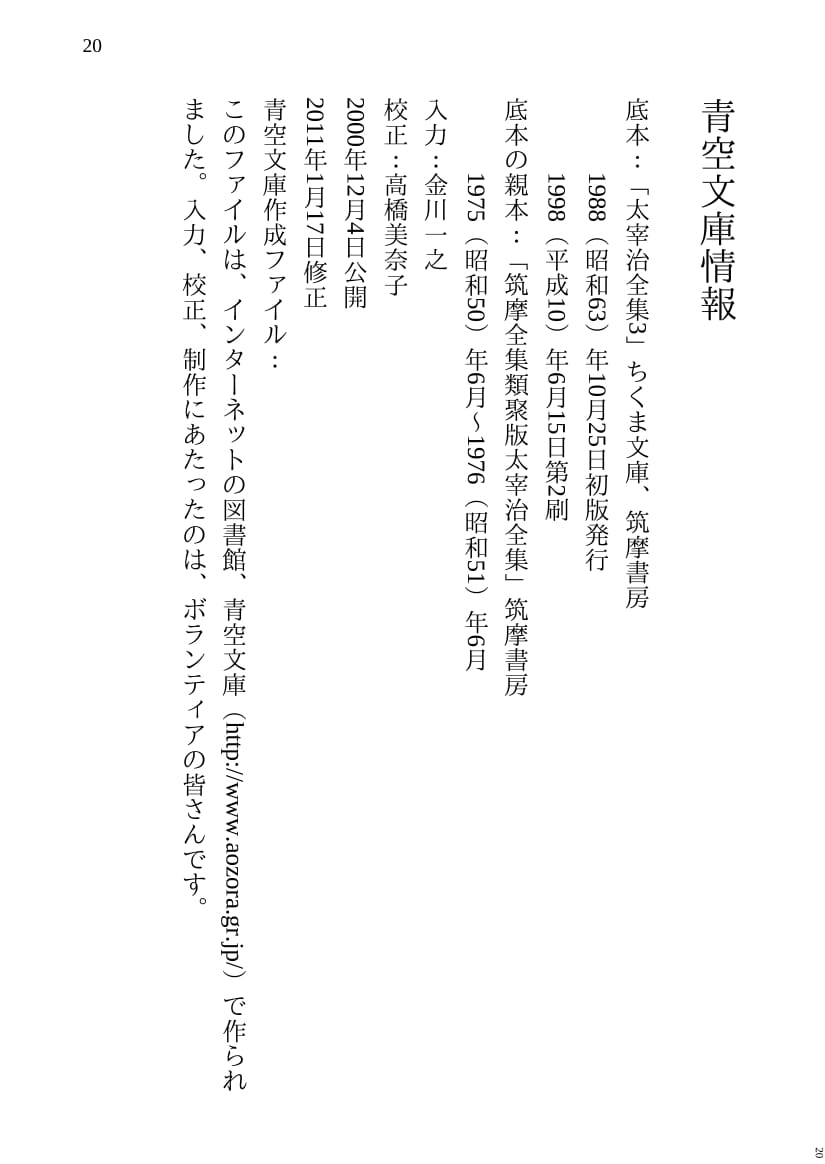 20
青空文庫情報
底本：「太宰治全集3」ちくま文庫、筑摩書房
1988（昭和63）年10月25日初版発行
1998（平成10）年6月15日第2刷
底本の親本：「筑摩全集類聚版太宰治全集」筑摩書房
1975（昭和50）年6月～1976（昭和51）年6月
入力：金川一之
校正：高橋美奈子
2000年12月4日公開
2011年1月17日修正
青空文庫作成ファイル：
このファイルは、インターネットの図書館、青空文庫（http://www.aozora.gr.jp/）で作られ
ました。入力、校正、制作にあたったのは、ボランティアの皆さんです。
20